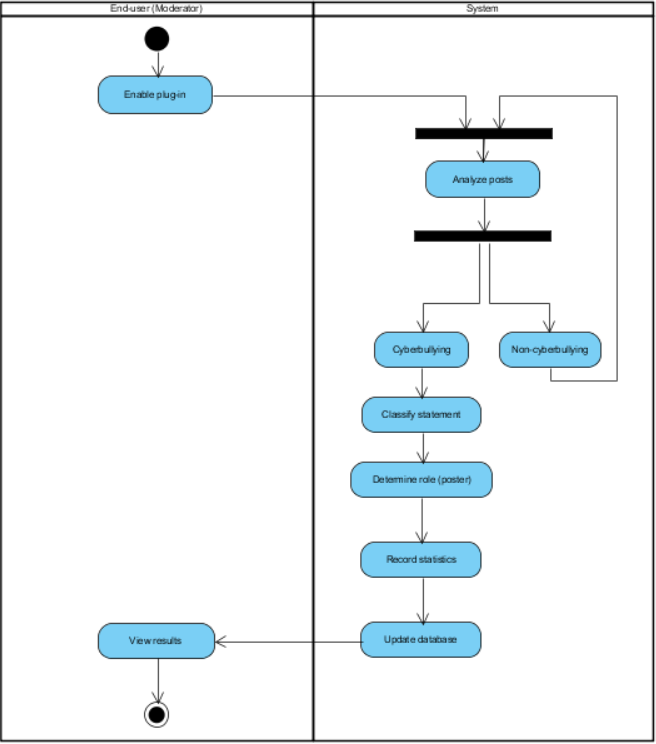 End-user (Moderator)
System
Enable plug-in
Analyze posts
Cyberbullying
Non-cyberbullying
Classify statement
Determine role (poster)
Record statistics
View results
Update database